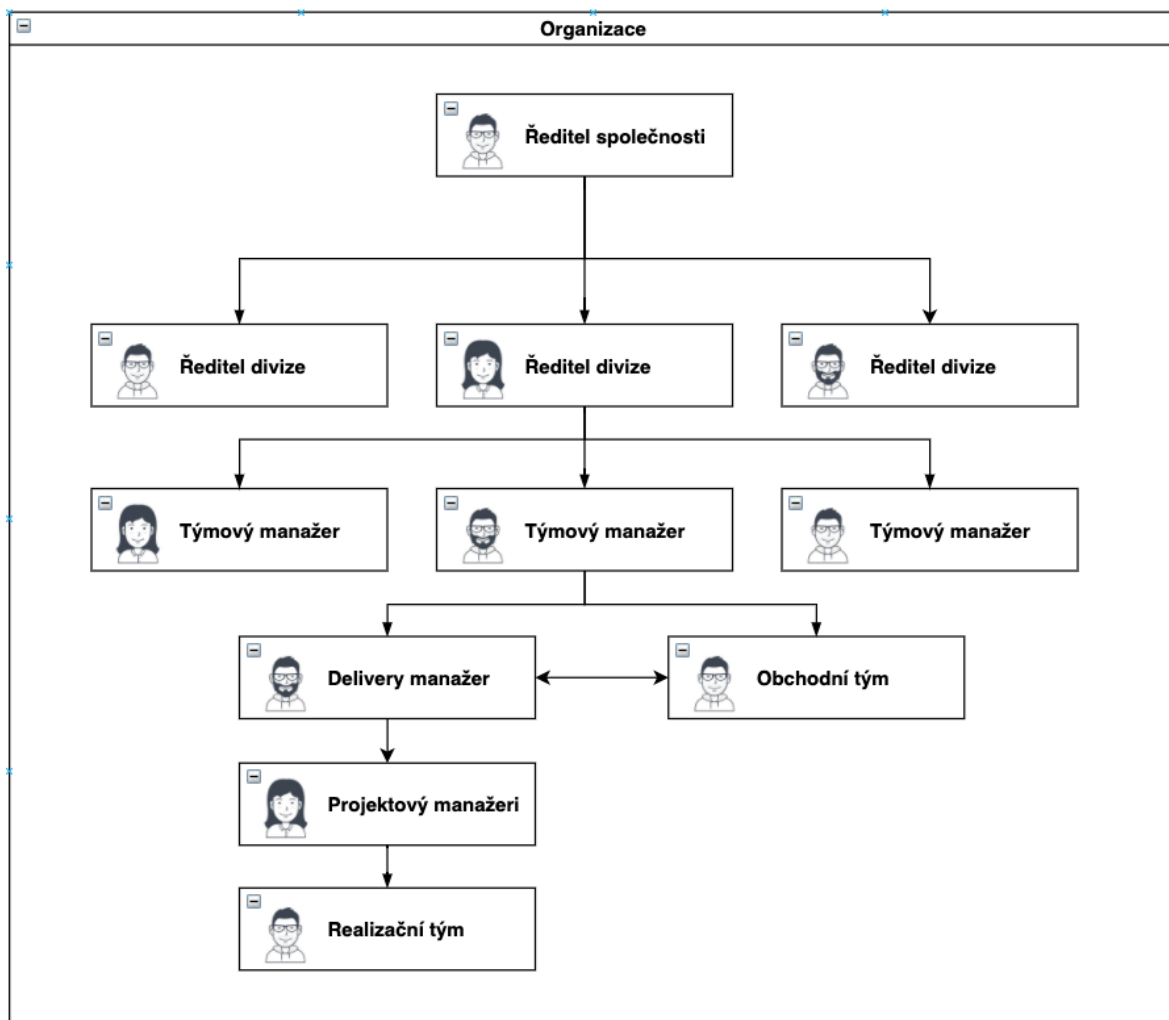 Organizace
Ředitel společnosti
Ředitel divize
Ředitel divize
Ředitel divize
Týmový manažer
Týmový manažer
Týmový manažer
Delivery manažer
Obchodní tým
Projektový manažeri
Realizační tým